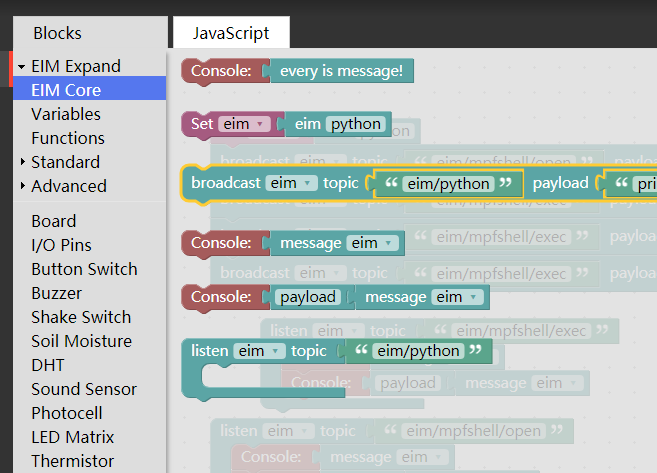 Blocks
JavaScript
EIM Expand
EIM Core
Variables
Functions
Standard
Advanced
Board
I/O Pins
Button Switch
Buzzer
Shake Switch
Soil Moisture
DHT
Sound Sensor
Photocell
LED Matrix
Thermistor
Console: every is message!
Set eim eim python
broadcast eim topic “ eim/python ” payload “ pri
Console: message eim
Console: payload message eim
listen eim topic “ eim/python ”
broadcast eim topic “ eim/mpfshell/open ” payload
“ eim/mpfshell/exec ” payload
“ eim/mpfshell/exec ” payload
broadcast eim topic “ eim/mpfshell/exec ” payload
listen eim topic “ eim/mpfshell/exec ”
Console: payload message eim
listen eim topic “ eim/mpfshell/open ”
Console: message eim